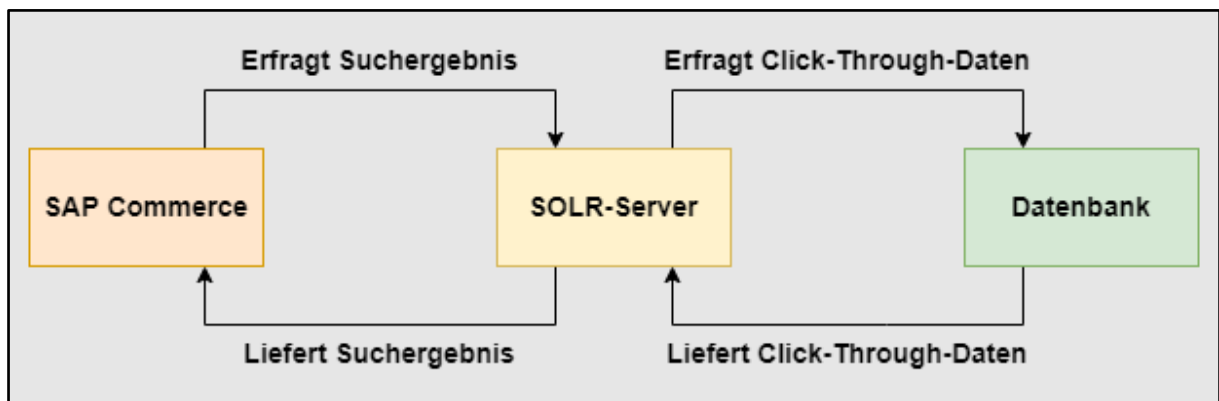 Erfragt Suchergebnis
Erfragt Click-Through-Daten
SAP Commerce
SOLR-Server
Datenbank
Liefert Suchergebnis
Liefert Click-Through-Daten